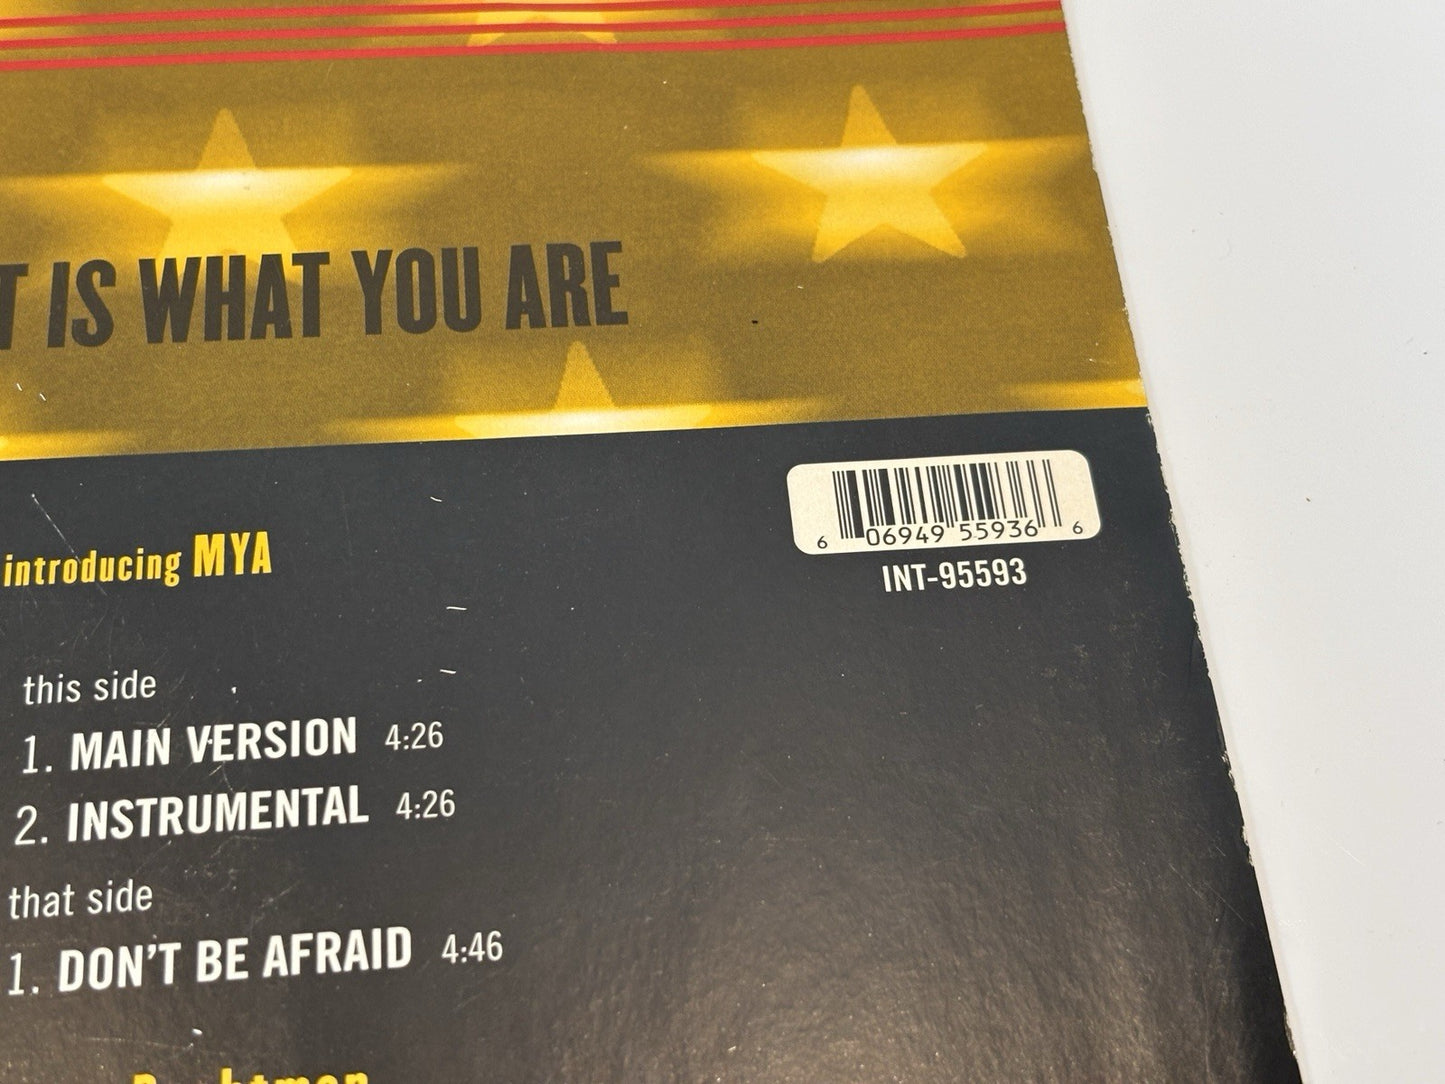 IS WHAT YOU ARE
6 06949 55936 6
INT-95593
introducing MYA
this side
1. MAIN VERSION 4:26
2. INSTRUMENTAL 4:26
that side
1. DON'T BE AFRAID 4:46